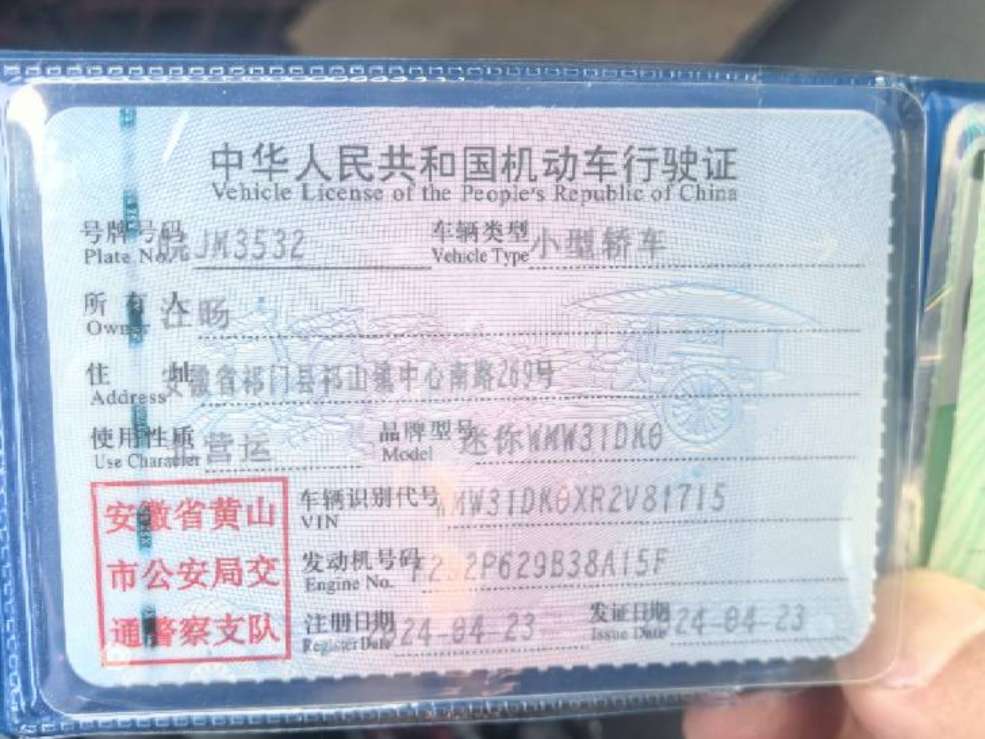 中华人民共和国机动车行驶证
Vehicle License of the People's Republic of China
号牌号码 皖JM3532 车辆类型 小型轿车
Plate No. Vehicle Type
所有人 汪旸
Owner
住址 安徽省祁门县祁山镇中心南路269号
Address
使用性质 营运 品牌型号 迷你WMW31DK0
Use Character Model
安徽省黄山
市公安局交
通警察支队
车辆识别代号 WMW31DK0XR2V81715
VIN
发动机号码 2P629B38A15F
Engine No.
注册日期 24-04-23 发证日期 24-04-23
Register Date Issue Date